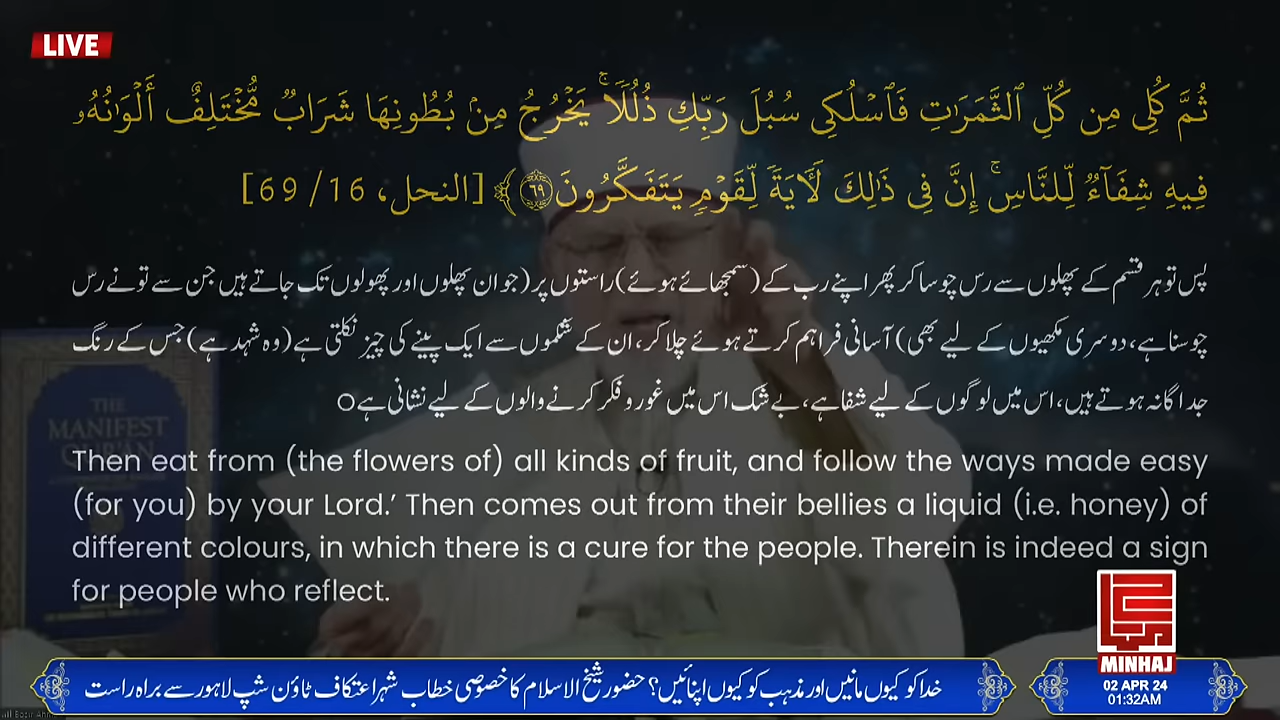 LIVE
ثُمَّ كُلِى مِن كُلِّ ٱلثَّمَرَٰتِ فَٱسْلُكِى سُبُلَ رَبِّكِ ذُلُلًا ۚ يَخْرُجُ مِنۢ بُطُونِهَا شَرَابٌ مُّخْتَلِفٌ أَلْوَٰنُهُۥ
فِيهِ شِفَآءٌ لِّلنَّاسِ ۚ إِنَّ فِى ذَٰلِكَ لَـَٔايَةً لِّقَوْمٍ يَتَفَكَّرُونَ ﴿٦٩﴾ [النحل، 16/69]
پس تو ہر قسم کے پھلوں سے رس چوسا کر پھر اپنے رب کے (سمجھائے ہوئے) راستوں پر (جو ان پھلوں اور پھولوں تک جاتے ہیں جن سے تو نے رس
چوسنا ہے، دوسری مکھیوں کے لیے بھی) آسانی فراہم کرتے ہوئے چلا کر، ان کے شکموں سے ایک پینے کی چیز نکلتی ہے (وہ شہد ہے) جس کے رنگ
جداگانہ ہوتے ہیں، اس میں لوگوں کے لیے شفا ہے، بے شک اس میں غور و فکر کرنے والوں کے لیے نشانی ہےo
THE
MANIFEST
QUR'AN
Then eat from (the flowers of) all kinds of fruit, and follow the ways made easy
(for you) by your Lord.’ Then comes out from their bellies a liquid (i.e. honey) of
different colours, in which there is a cure for the people. Therein is indeed a sign
for people who reflect.
MINHAJ
خدا کو کیوں مانیں اور مذہب کو کیوں اپنائیں؟ حضور شیخ الاسلام کا خصوصی خطاب شہر اعتکاف ٹاؤن شپ لاہور سے براہ راست
02 APR 24
01:32AM